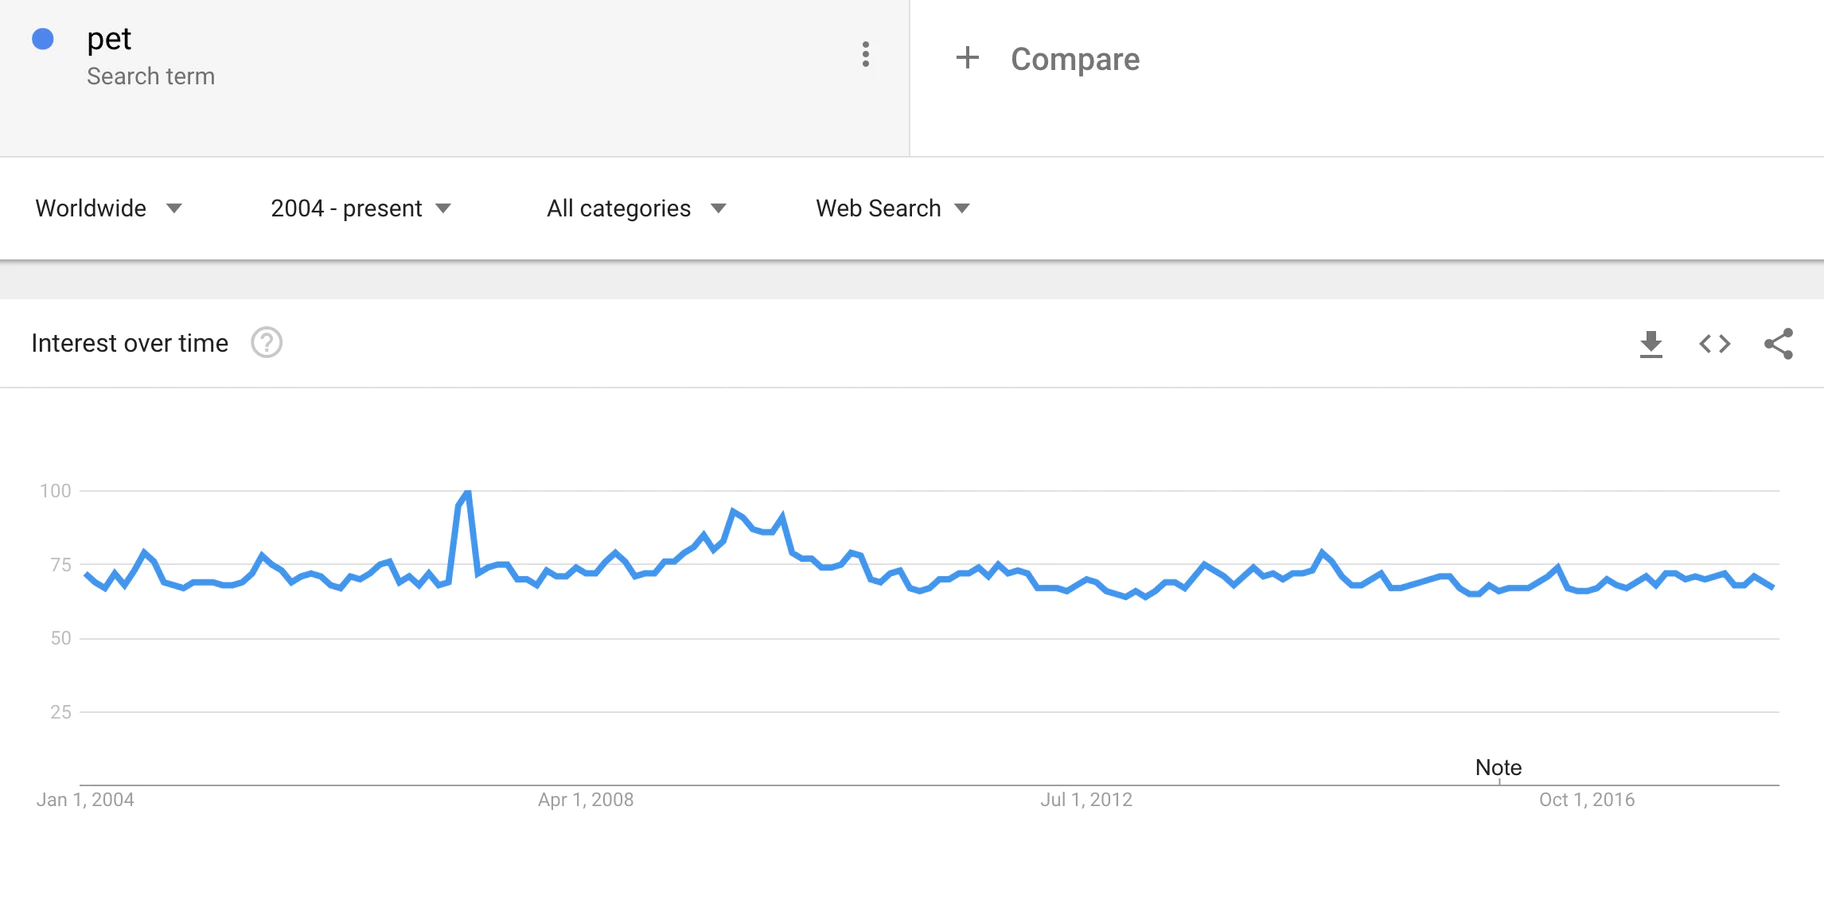 pet
Search term
+ Compare
Worldwide
2004 - present
All categories
Web Search
Interest over time ?
100
75
50
25
Note
Jan 1, 2004
Apr 1, 2008
Jul 1, 2012
Oct 1, 2016